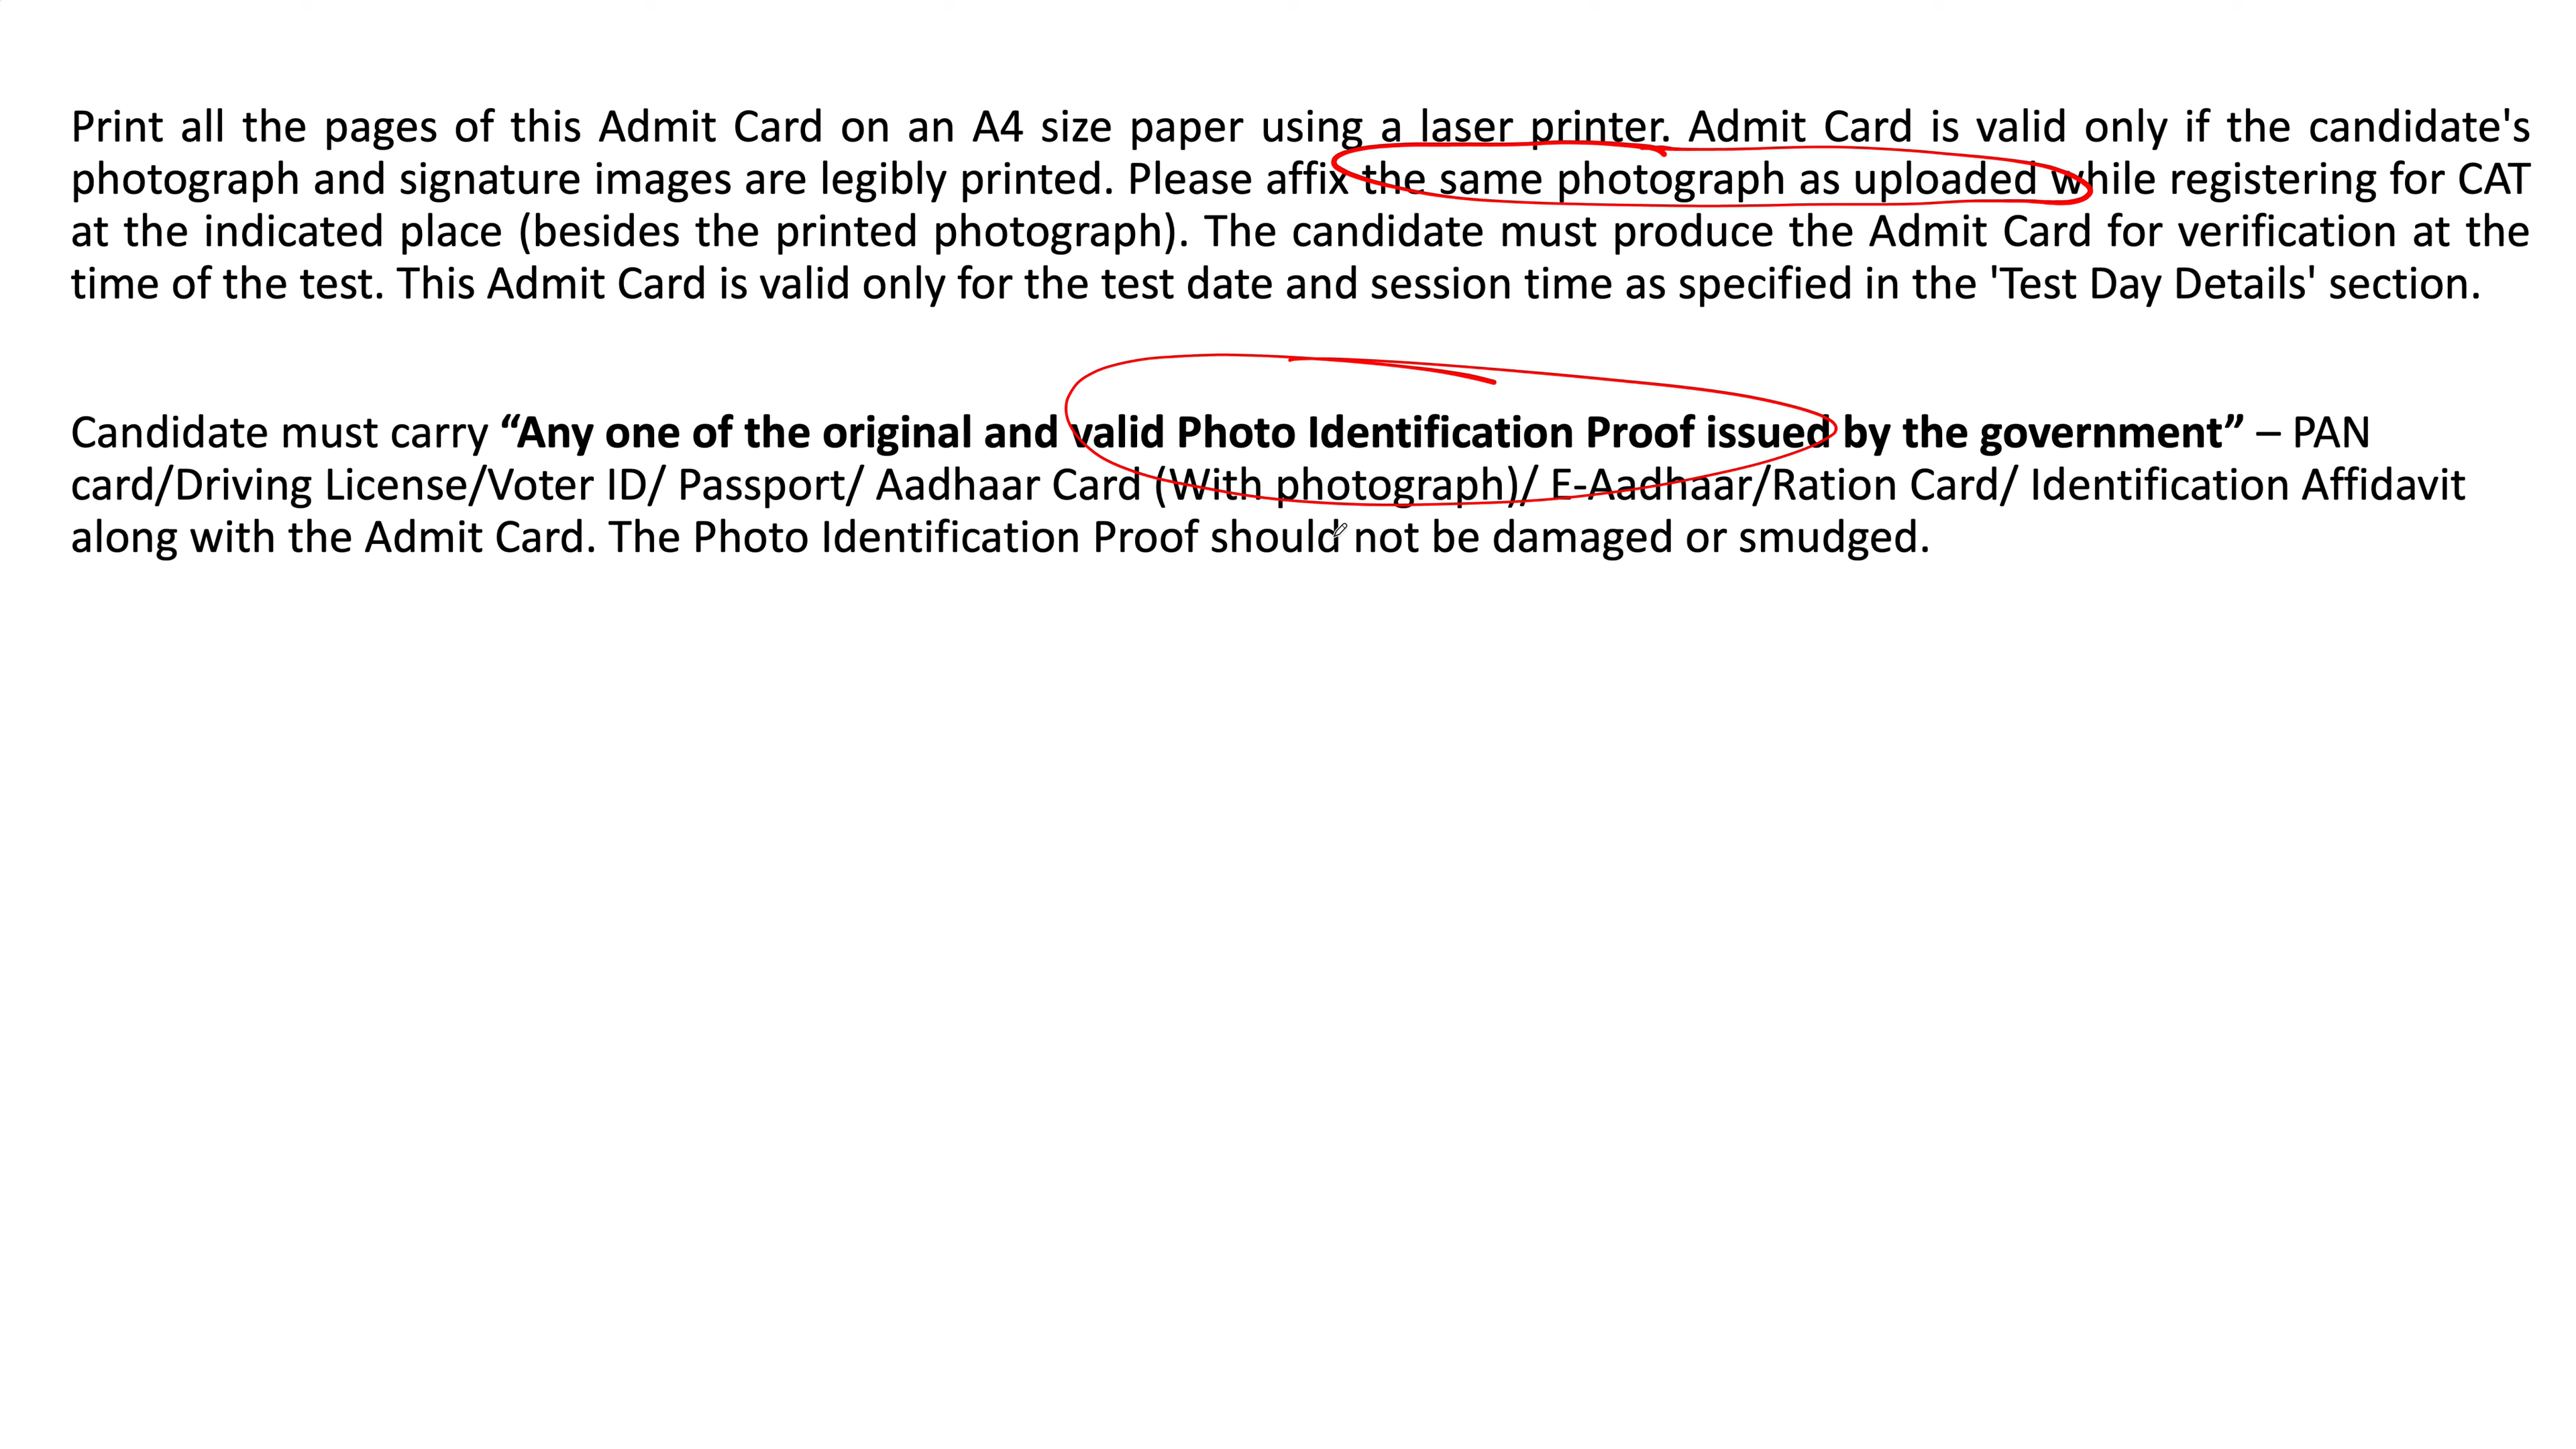 Print all the pages of this Admit Card on an A4 size paper using a laser printer. Admit Card is valid only if the candidate's
photograph and signature images are legibly printed. Please affix the same photograph as uploaded while registering for CAT
at the indicated place (besides the printed photograph). The candidate must produce the Admit Card for verification at the
time of the test. This Admit Card is valid only for the test date and session time as specified in the 'Test Day Details' section.
Candidate must carry “Any one of the original and valid Photo Identification Proof issued by the government” – PAN
card/Driving License/Voter ID/ Passport/ Aadhaar Card (With photograph)/ E-Aadhaar/Ration Card/ Identification Affidavit
along with the Admit Card. The Photo Identification Proof should not be damaged or smudged.